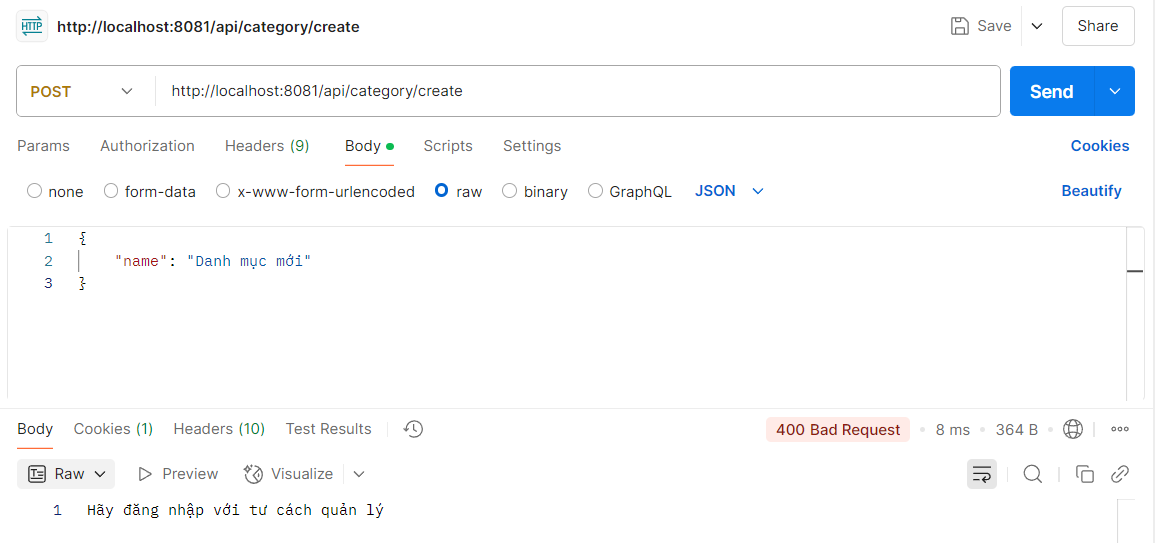 HTTP http://localhost:8081/api/category/create Save Share
POST http://localhost:8081/api/category/create Send
Params Authorization Headers (9) Body Scripts Settings Cookies
none form-data x-www-form-urlencoded raw binary GraphQL JSON Beautify
1 {
2 "name": "Danh mục mới"
3 }
Body Cookies (1) Headers (10) Test Results 400 Bad Request 8 ms 364 B
Raw Preview Visualize
1 Hãy đăng nhập với tư cách quản lý